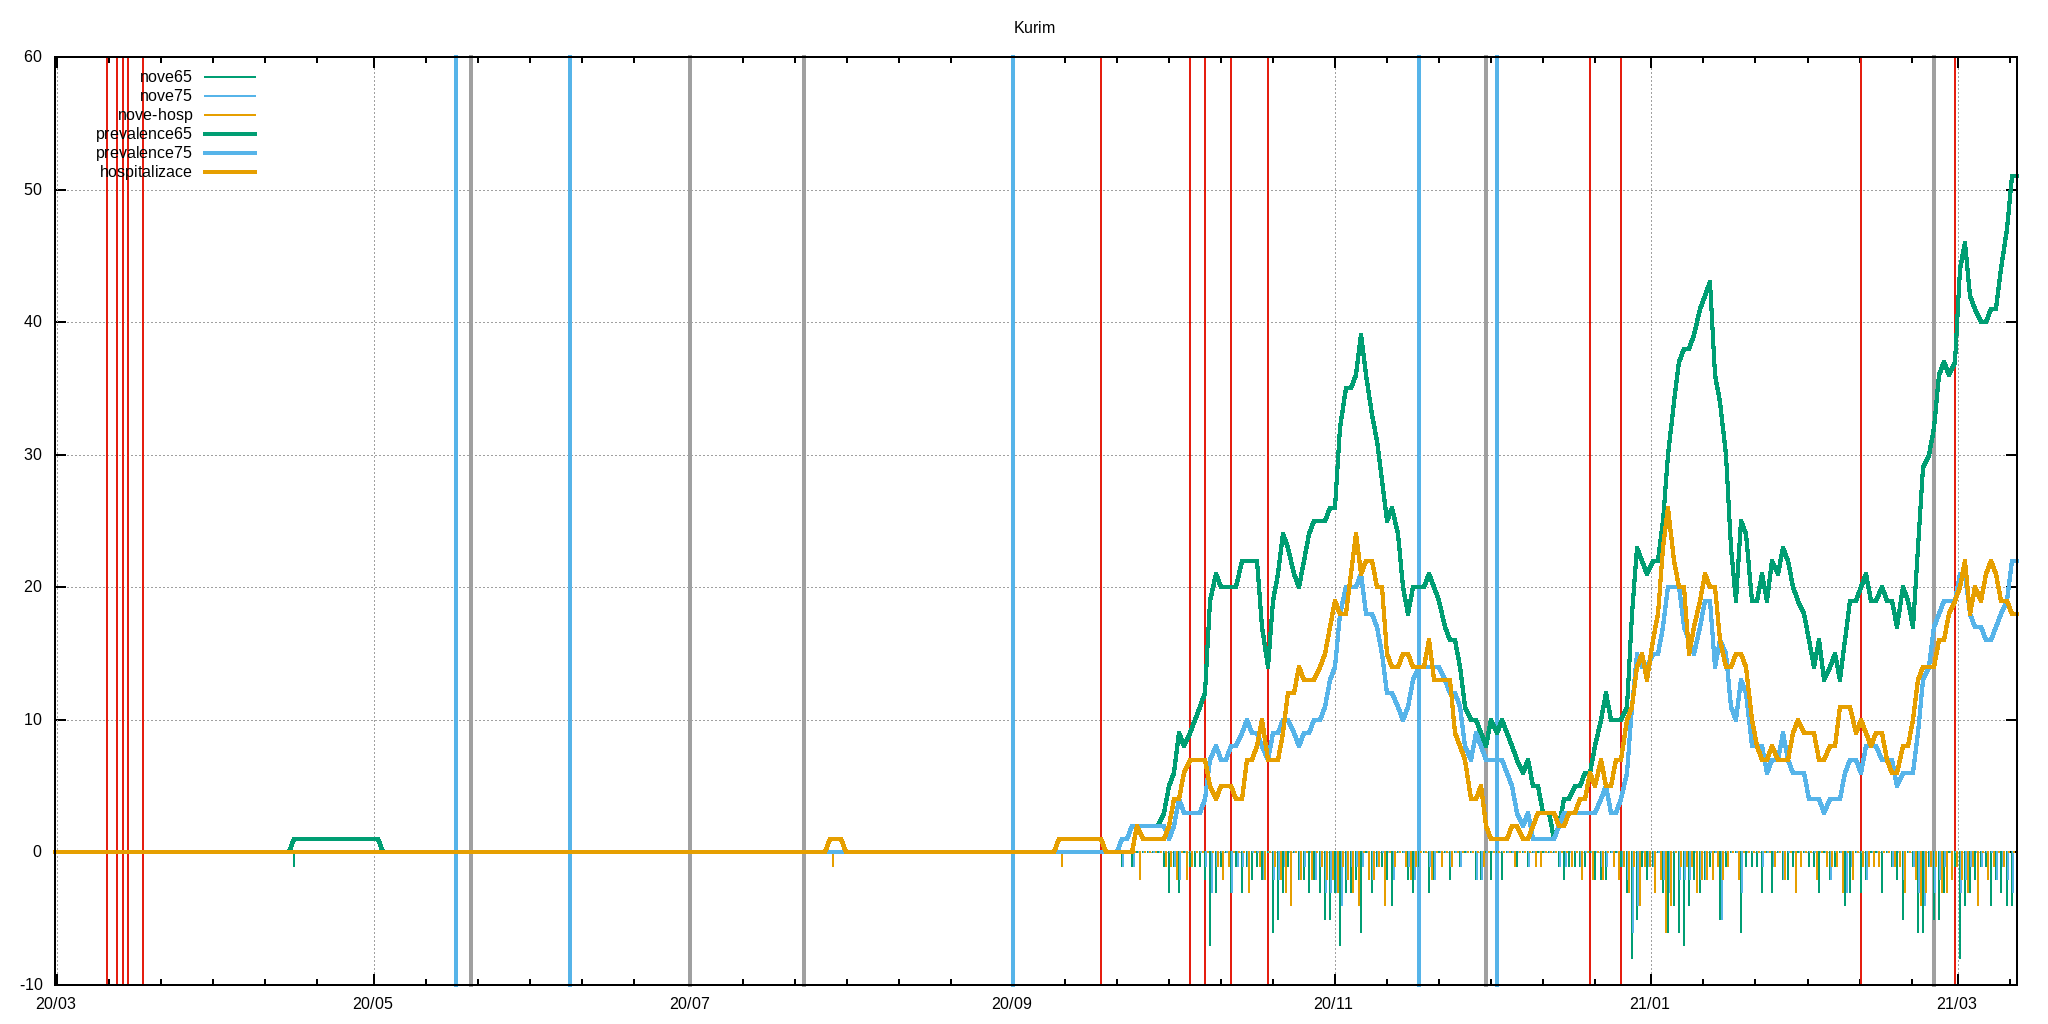 Kurim
60
50
40
30
20
10
0
-10
nove65
nove75
nove-hosp
prevalence65
prevalence75
hospitalizace
20/03 20/05 20/07 20/09 20/11 21/01 21/03